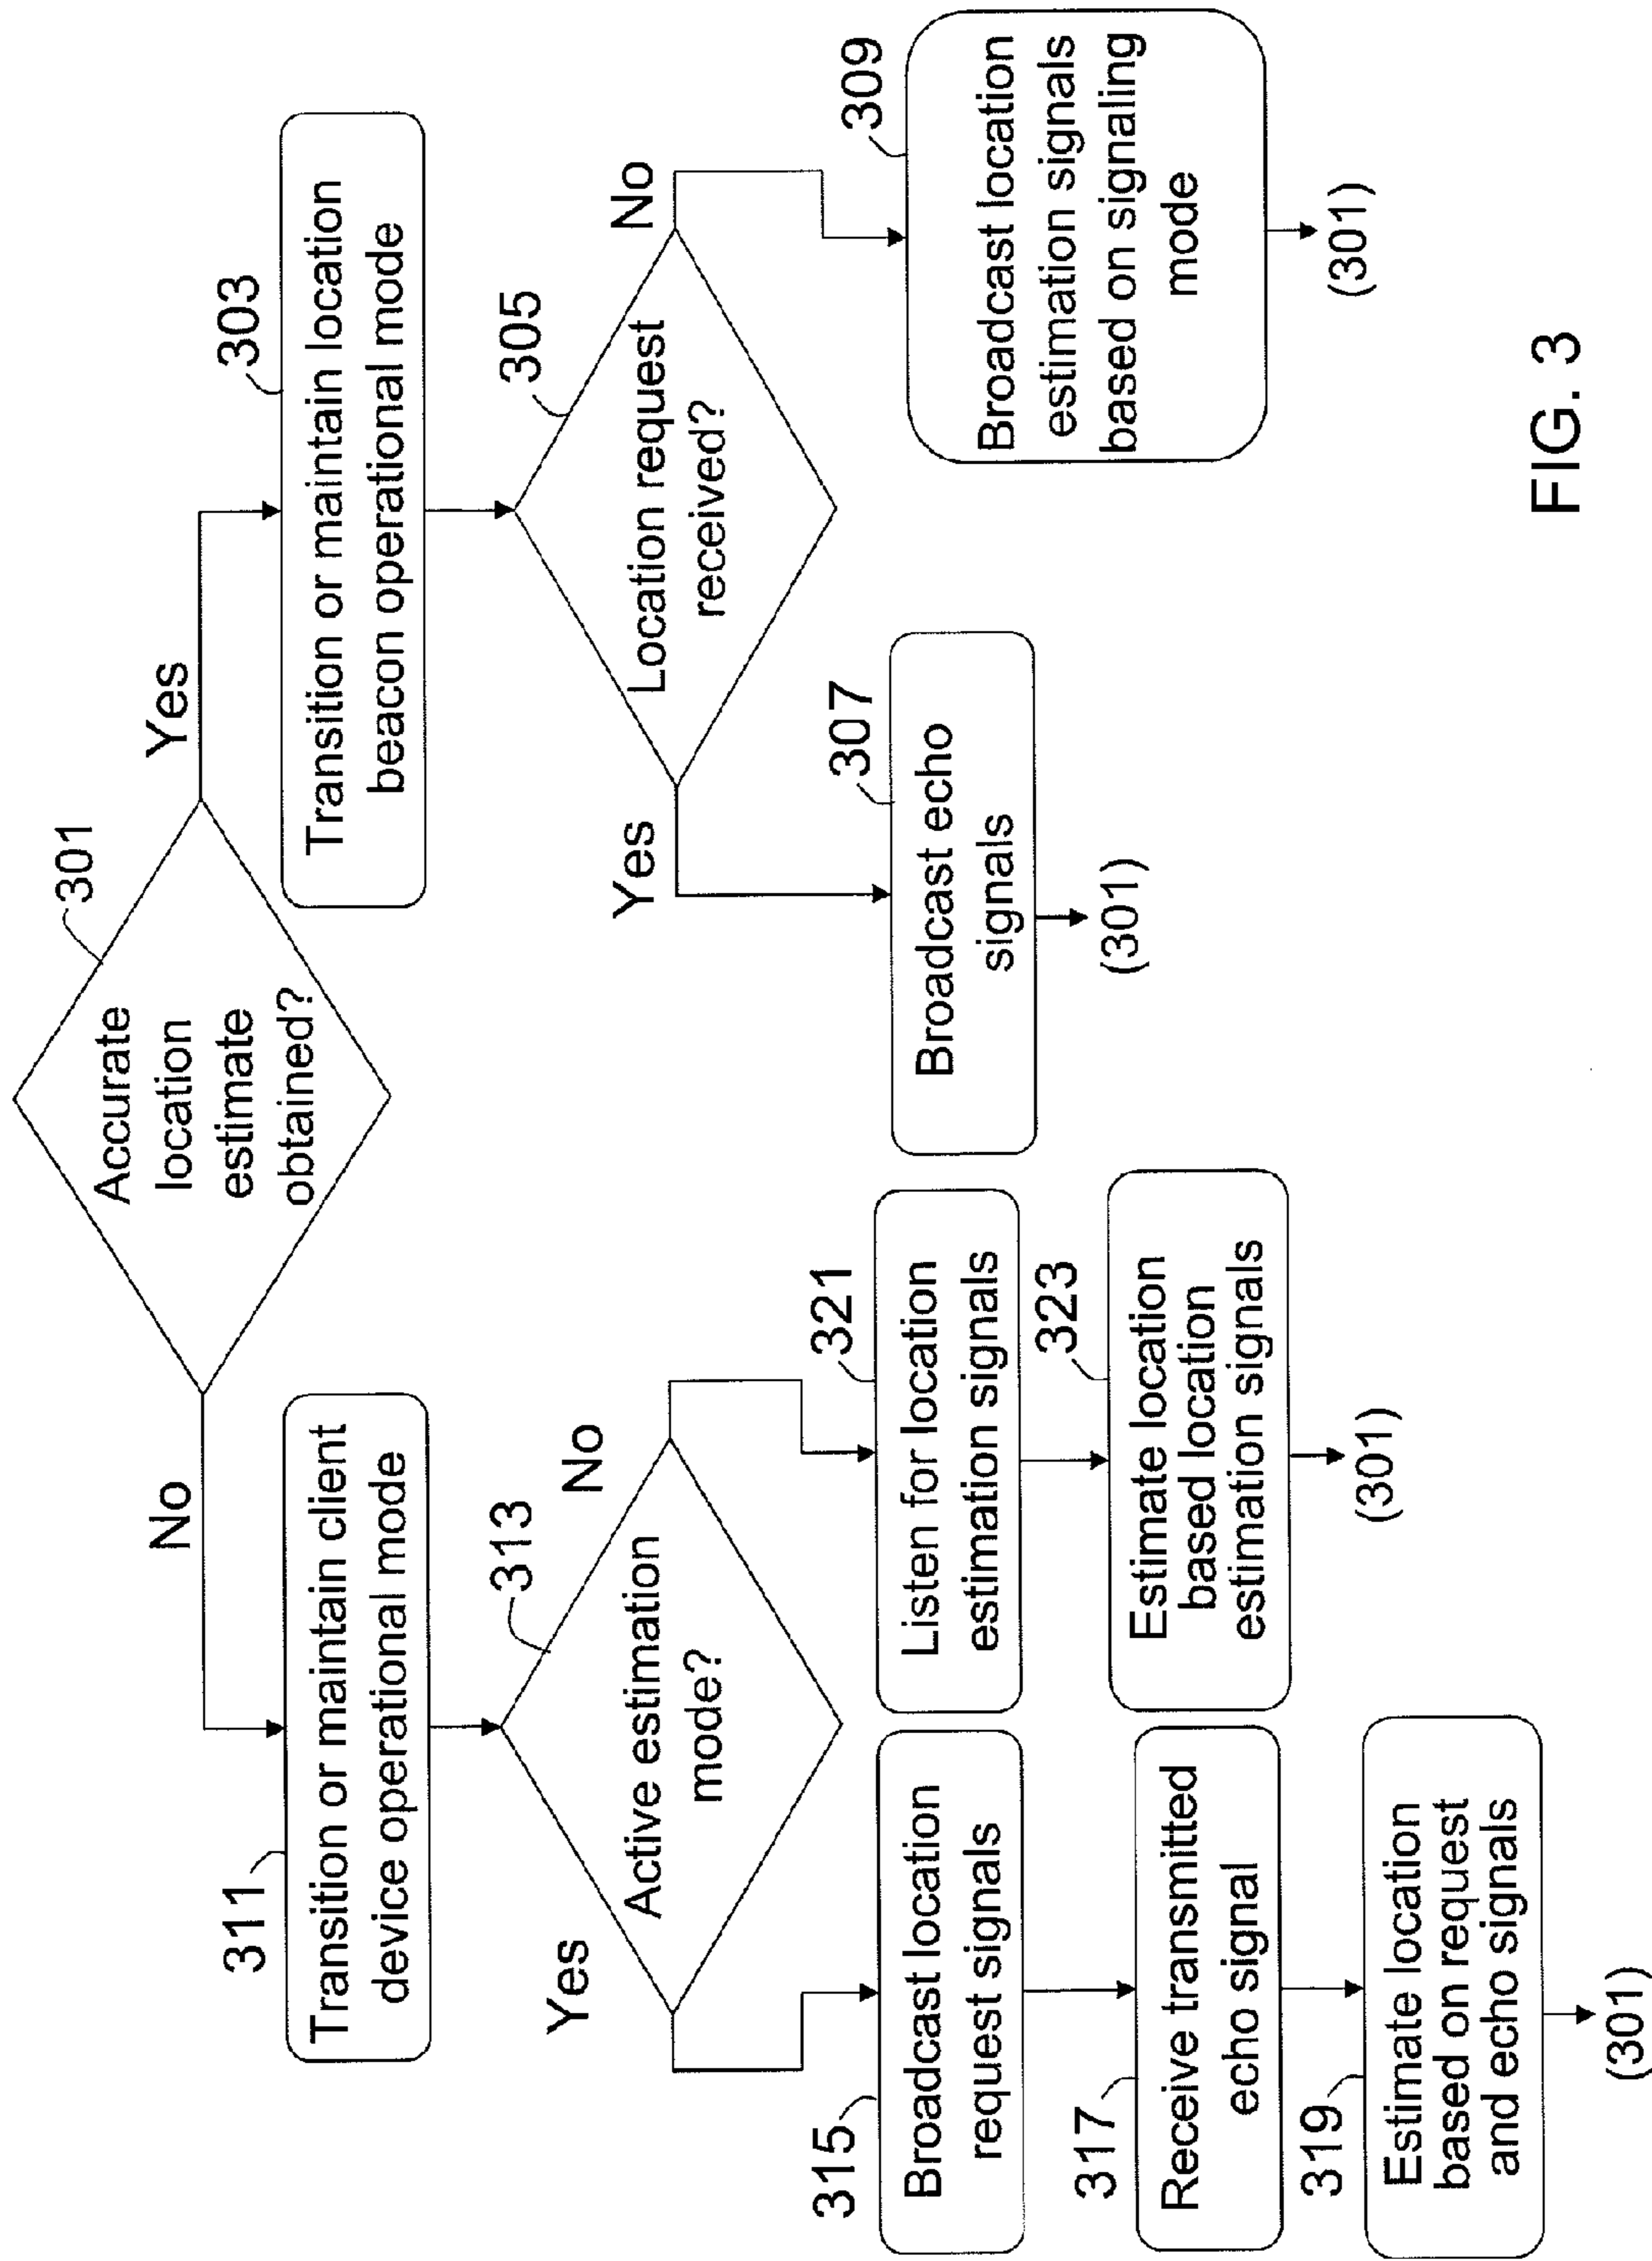 301
Accurate
location
estimate
obtained?
No
Yes
311
Transition or maintain client
device operational mode
303
Transition or maintain location
beacon operational mode
313
Active estimation
mode?
Yes
No
305
Location request
received?
Yes
No
315
Broadcast location
request signals
321
Listen for location
estimation signals
307
Broadcast echo
signals
(301)
309
Broadcast location
estimation signals
based on signaling
mode
(301)
317
Receive transmitted
echo signal
323
Estimate location
based location
estimation signals
(301)
319
Estimate location
based on request
and echo signals
(301)
FIG. 3